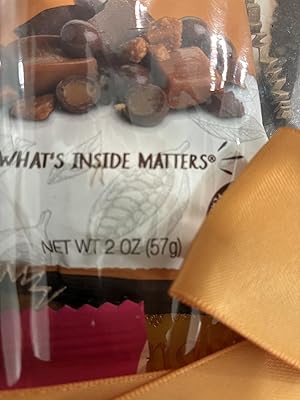 WHAT'S INSIDE MATTERS®
NET WT 2 OZ (57g)